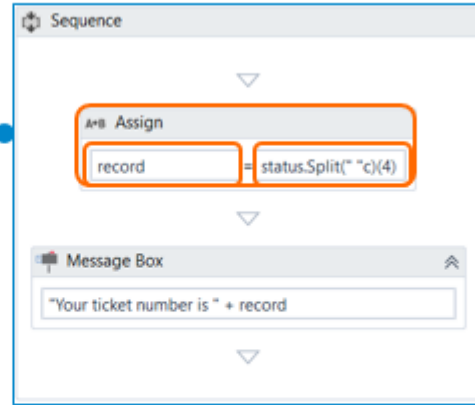 Sequence
A+B Assign
record = status.Split(" "c)(4)
Message Box
"Your ticket number is " + record